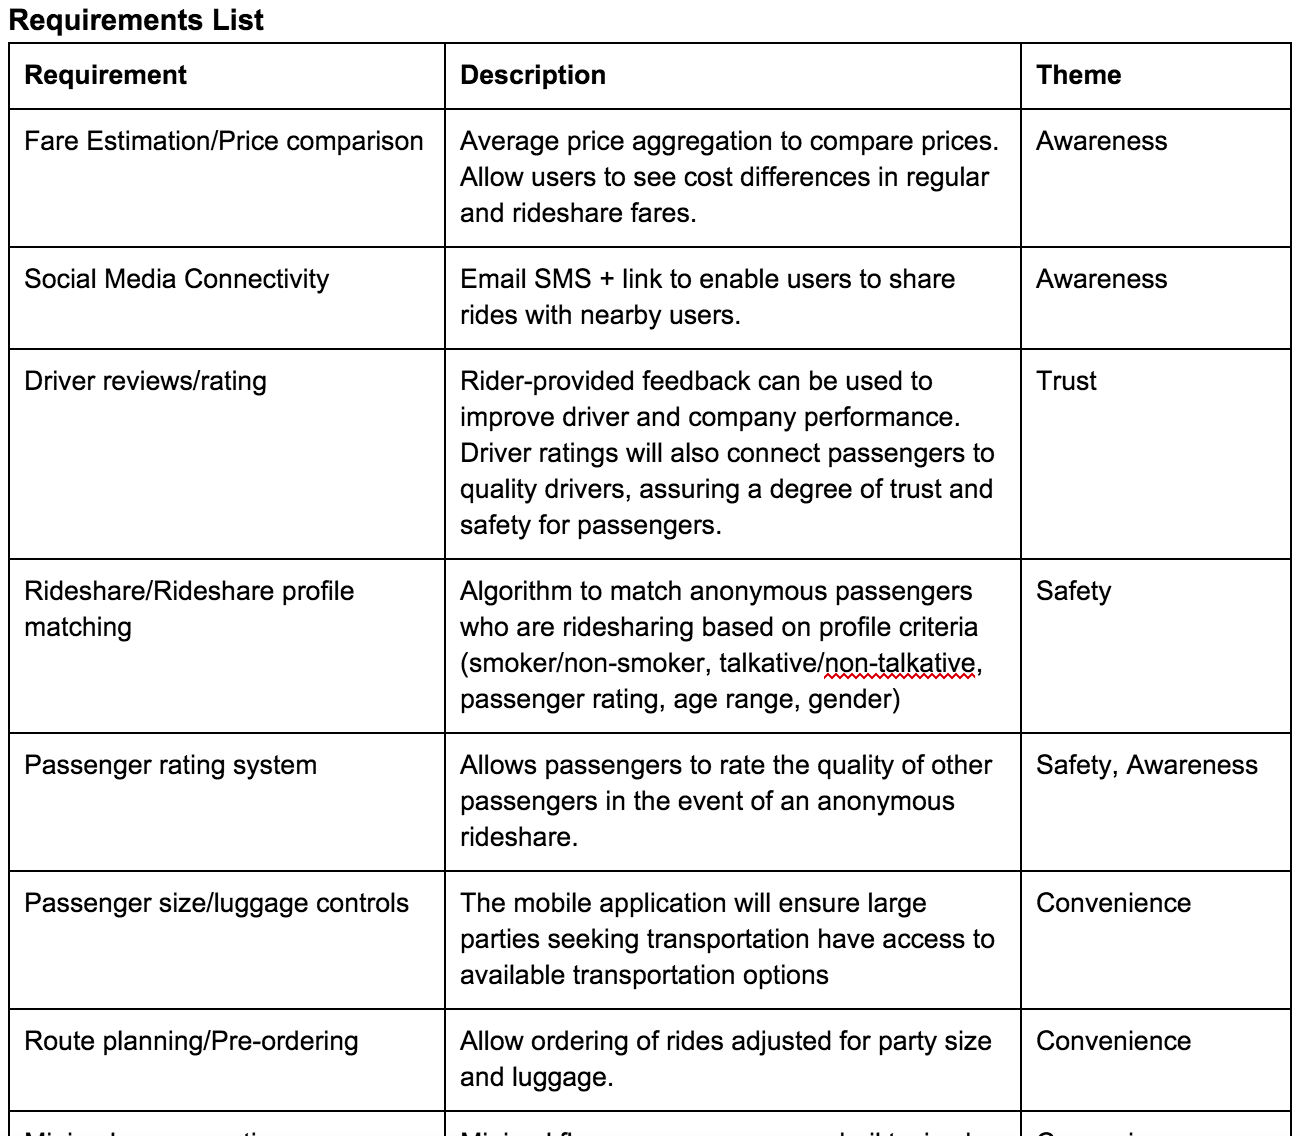 Requirements List
Requirement
Description
Theme
Fare Estimation/Price comparison
Average price aggregation to compare prices.
Allow users to see cost differences in regular
and rideshare fares.
Awareness
Social Media Connectivity
Email SMS + link to enable users to share
rides with nearby users.
Awareness
Driver reviews/rating
Rider-provided feedback can be used to
improve driver and company performance.
Driver ratings will also connect passengers to
quality drivers, assuring a degree of trust and
safety for passengers.
Trust
Rideshare/Rideshare profile
matching
Algorithm to match anonymous passengers
who are ridesharing based on profile criteria
(smoker/non-smoker, talkative/non-talkative,
passenger rating, age range, gender)
Safety
Passenger rating system
Allows passengers to rate the quality of other
passengers in the event of an anonymous
rideshare.
Safety, Awareness
Passenger size/luggage controls
The mobile application will ensure large
parties seeking transportation have access to
available transportation options
Convenience
Route planning/Pre-ordering
Allow ordering of rides adjusted for party size
and luggage.
Convenience